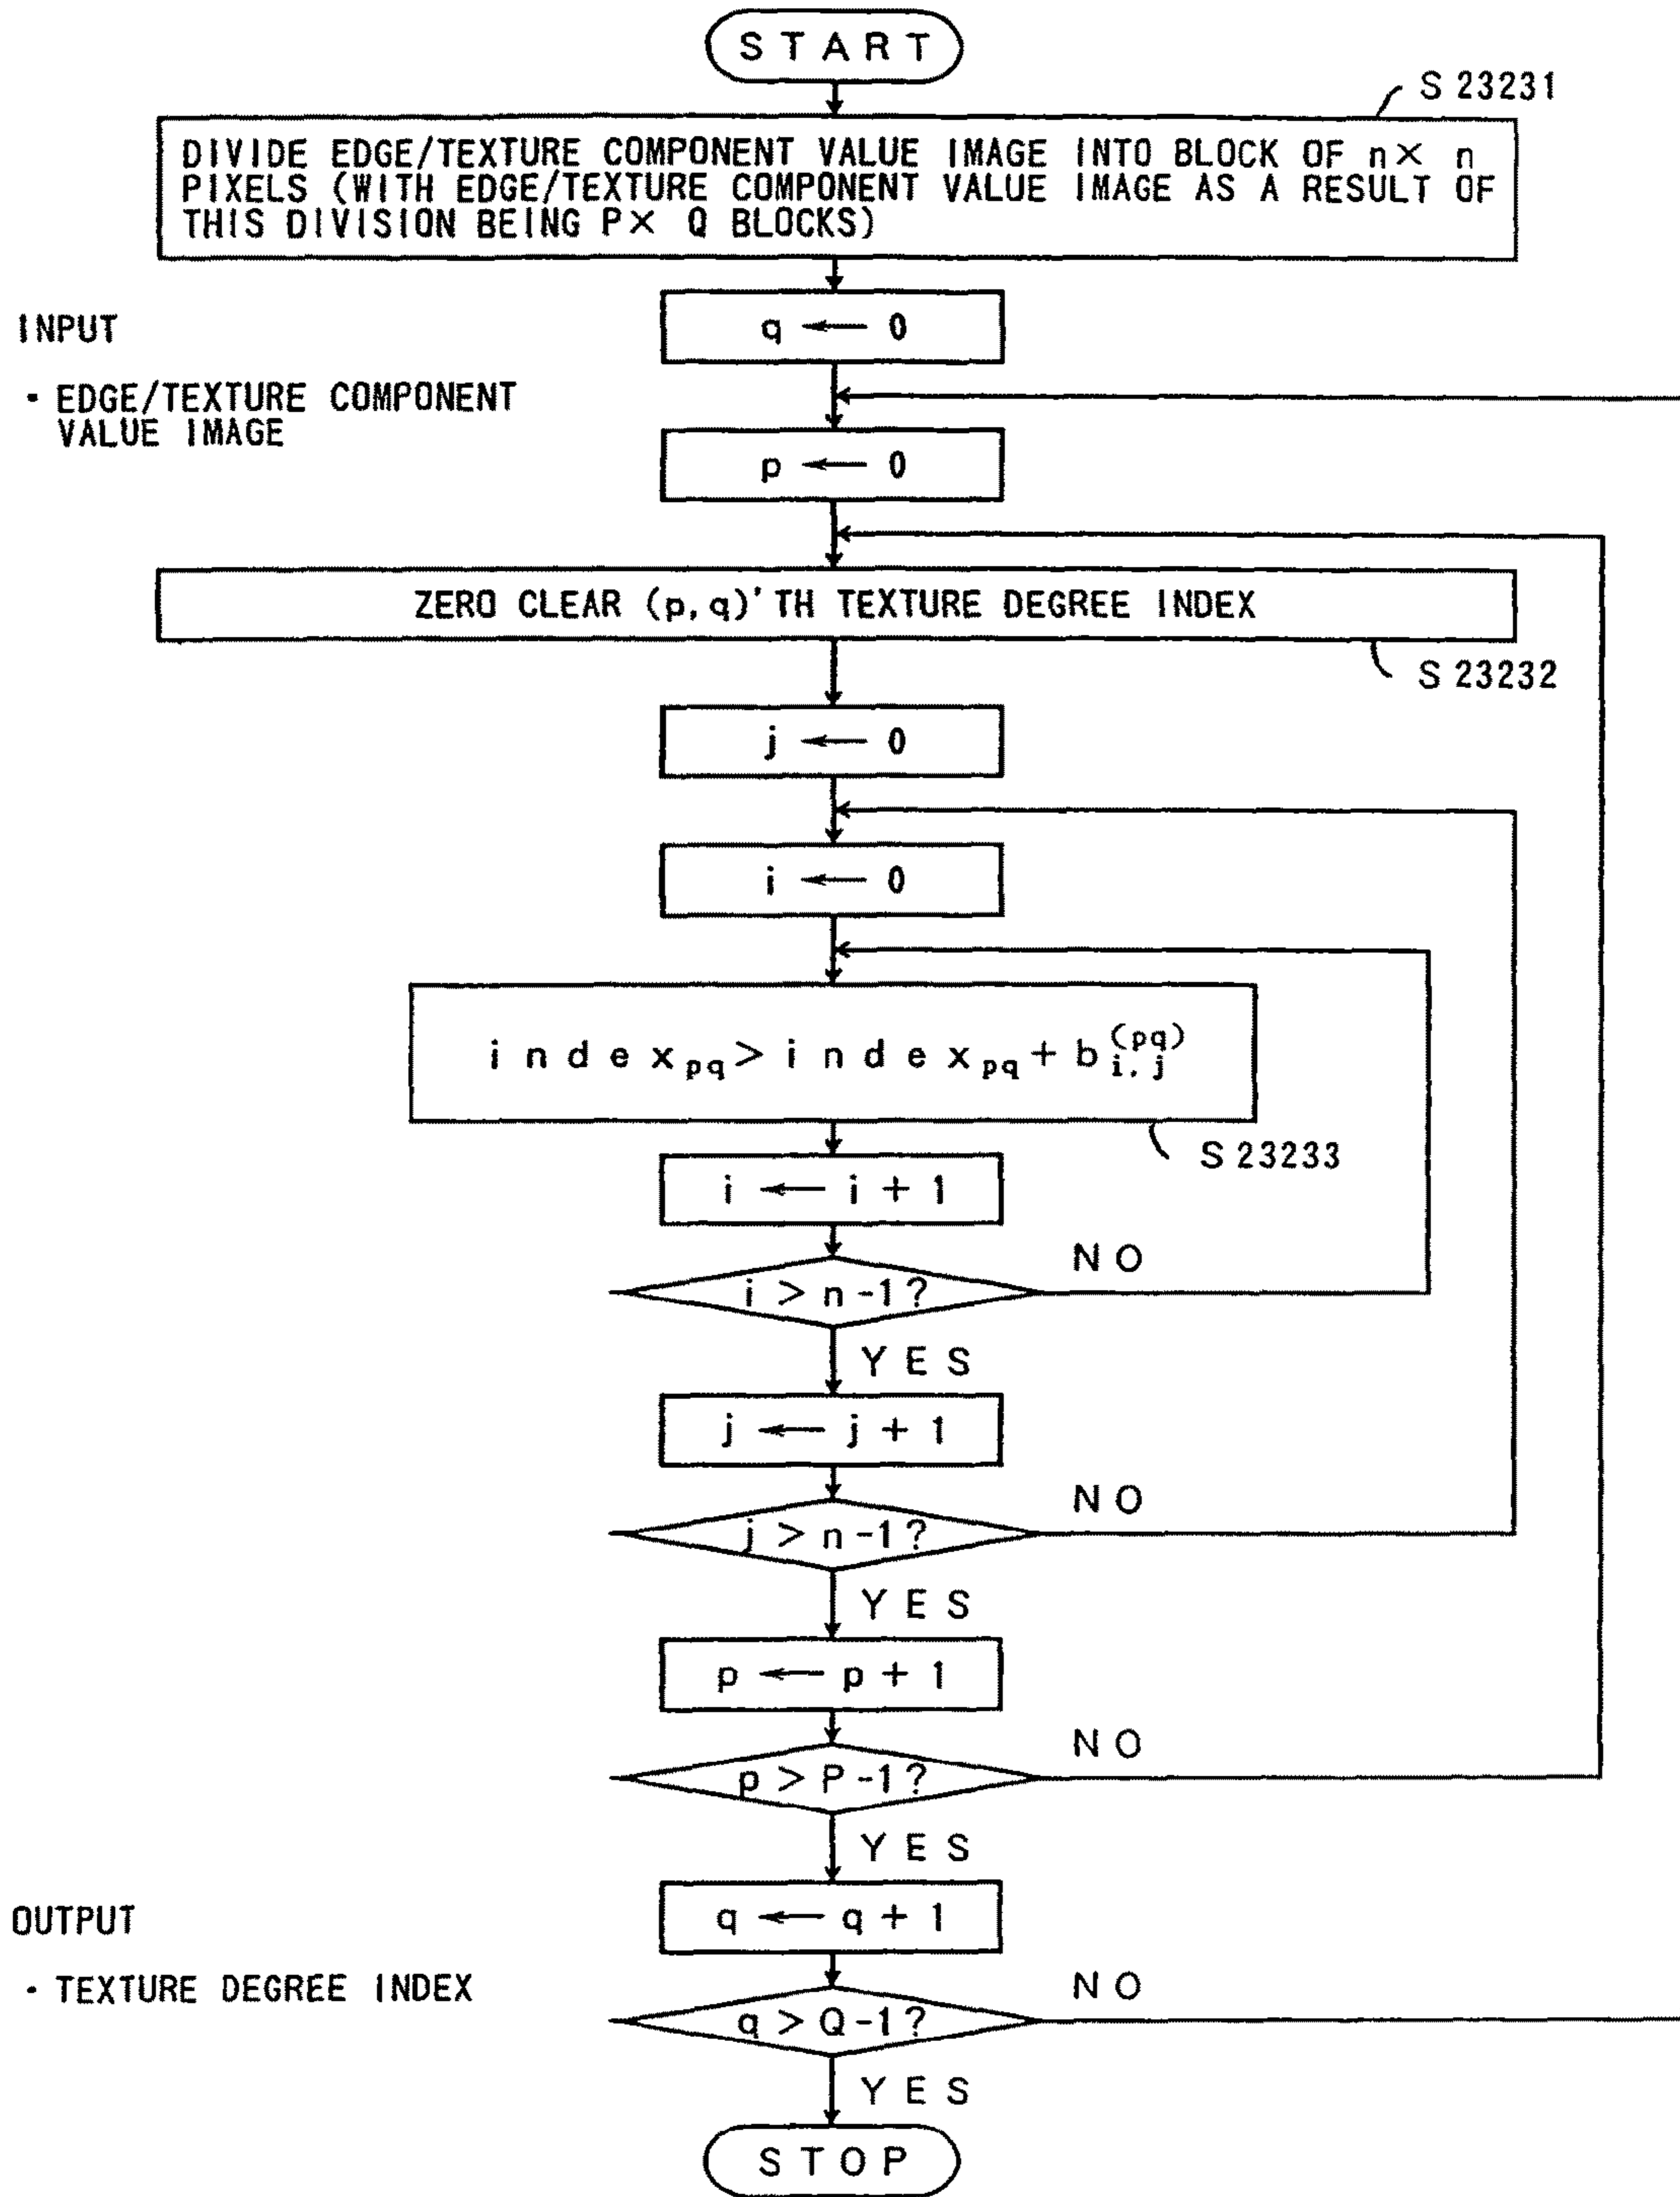 START
S 23231
DIVIDE EDGE/TEXTURE COMPONENT VALUE IMAGE INTO BLOCK OF n× n
PIXELS (WITH EDGE/TEXTURE COMPONENT VALUE IMAGE AS A RESULT OF
THIS DIVISION BEING P× Q BLOCKS)
INPUT
q ← 0
- EDGE/TEXTURE COMPONENT
VALUE IMAGE
p ← 0
ZERO CLEAR (p,q)'TH TEXTURE DEGREE INDEX
S 23232
j ← 0
i ← 0
index_pq > index_pq + b_i,j^(pq)
S 23233
i ← i + 1
i > n-1?
NO
YES
j ← j + 1
j > n-1?
NO
YES
p ← p + 1
p > P-1?
NO
YES
OUTPUT
q ← q + 1
- TEXTURE DEGREE INDEX
q > Q-1?
NO
YES
STOP